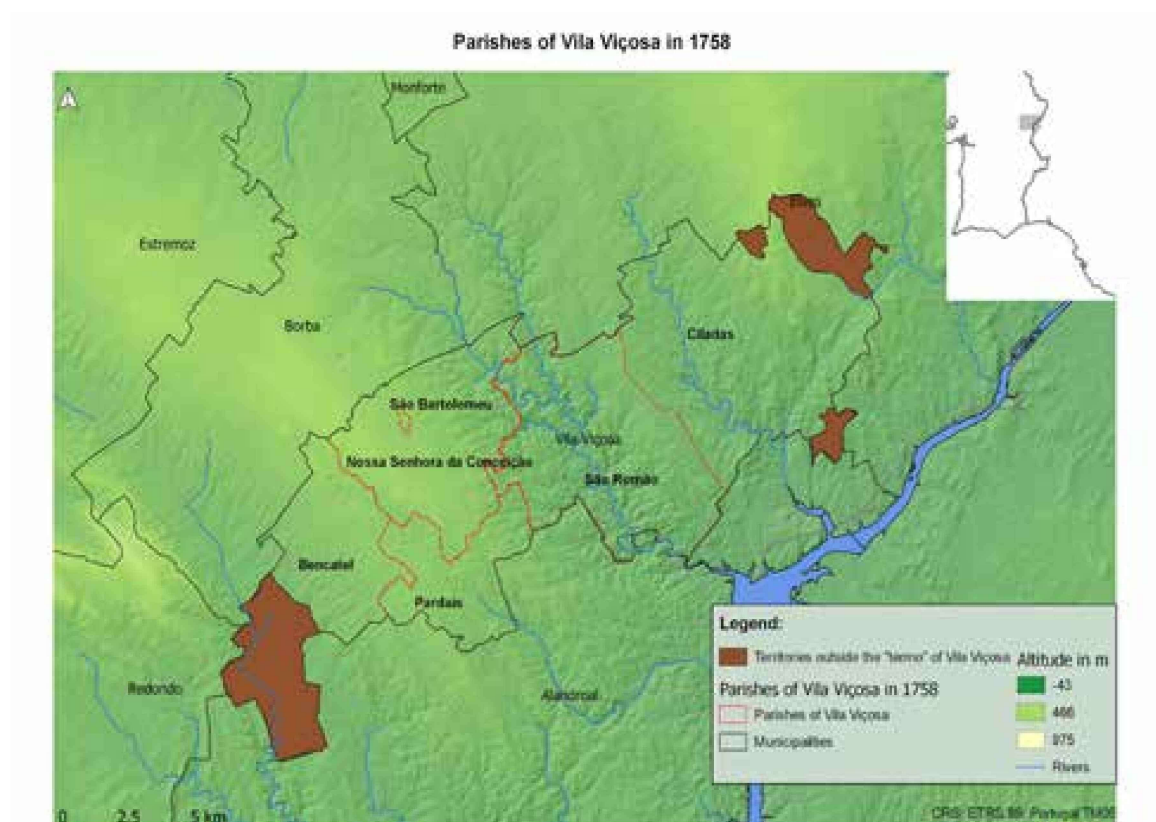 Parishes of Vila Viçosa in 1758
Monforte
Estremoz
Borba
Ciladas
São Bartolomeu
Vila Viçosa
Nossa Senhora da Conceição
São Romão
Bencatel
Pardais
Redondo
Alandroal
Legend:
Territories outside the "termo" of Vila Viçosa
Parishes of Vila Viçosa in 1758
Parishes of Vila Viçosa
Municipalities
Altitude in m
-43
466
975
Rivers
0 2.5 5 km
CRS: ETRS 89: Portugal TM06